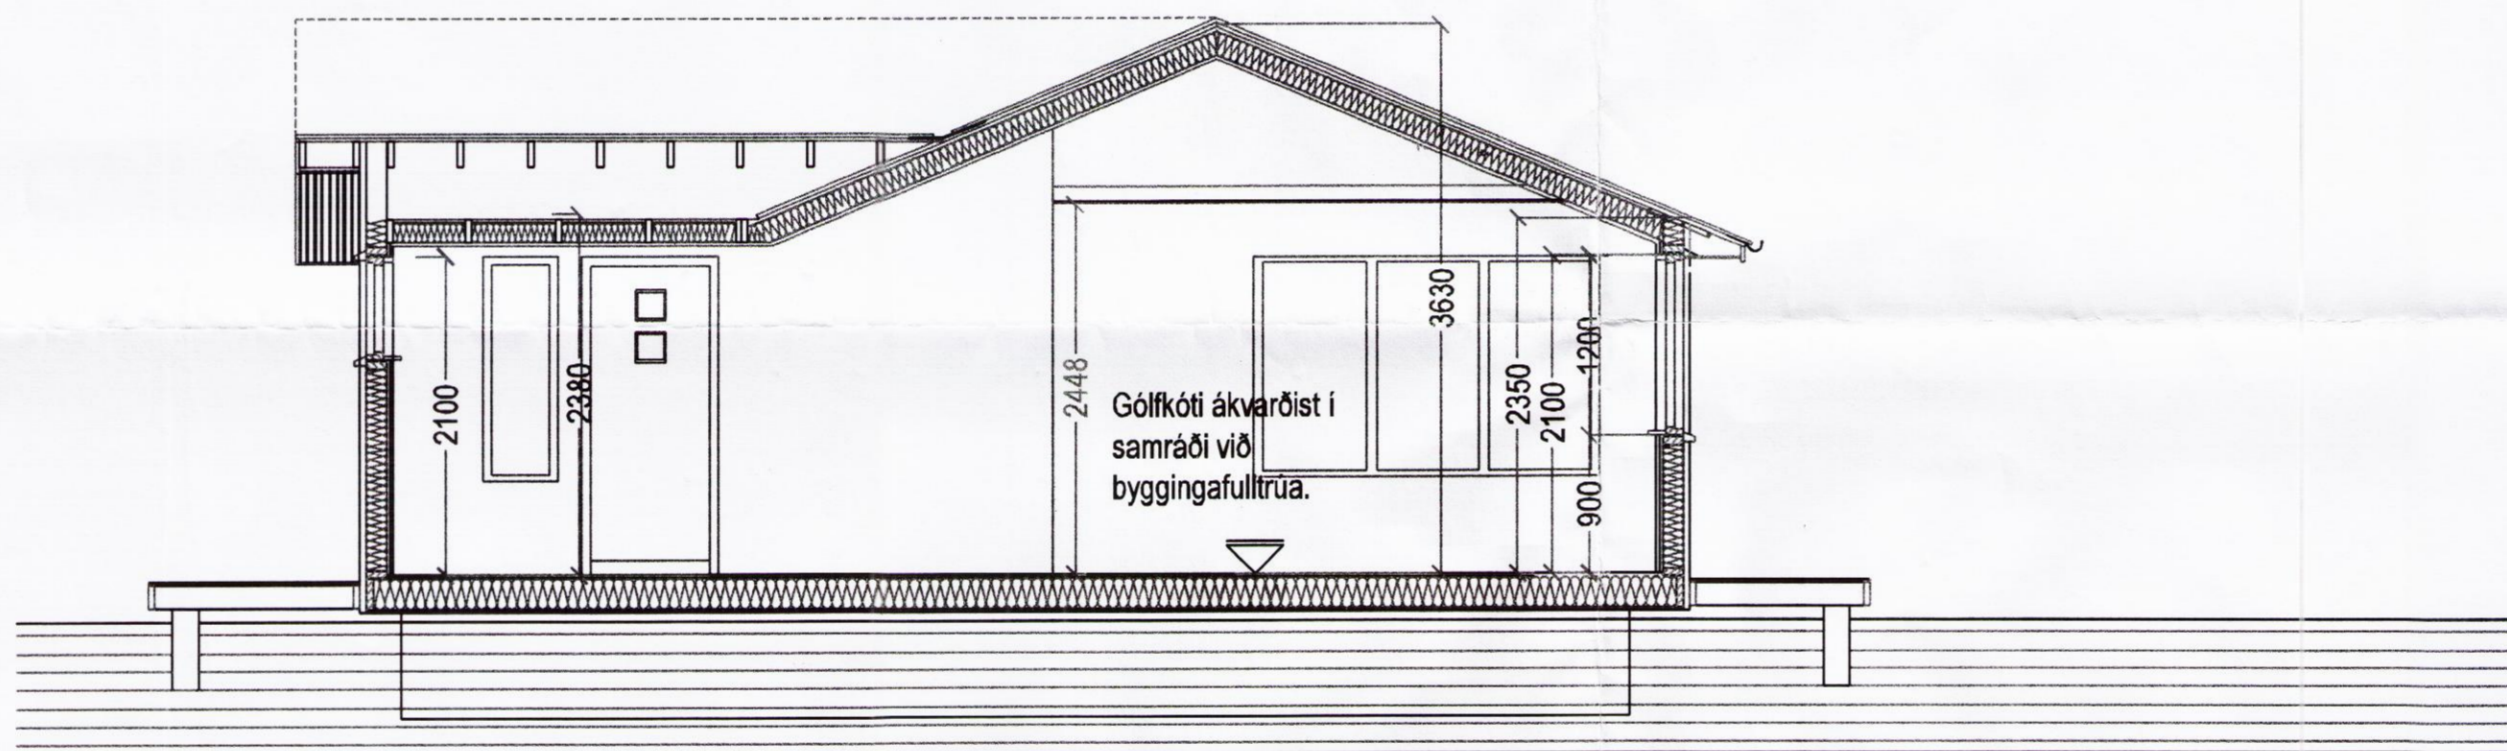 2100
2380
2448
Gólfkóti ákvarðist í
samráði við
byggingafulltrúa.
3630
2350
2100
1200
900